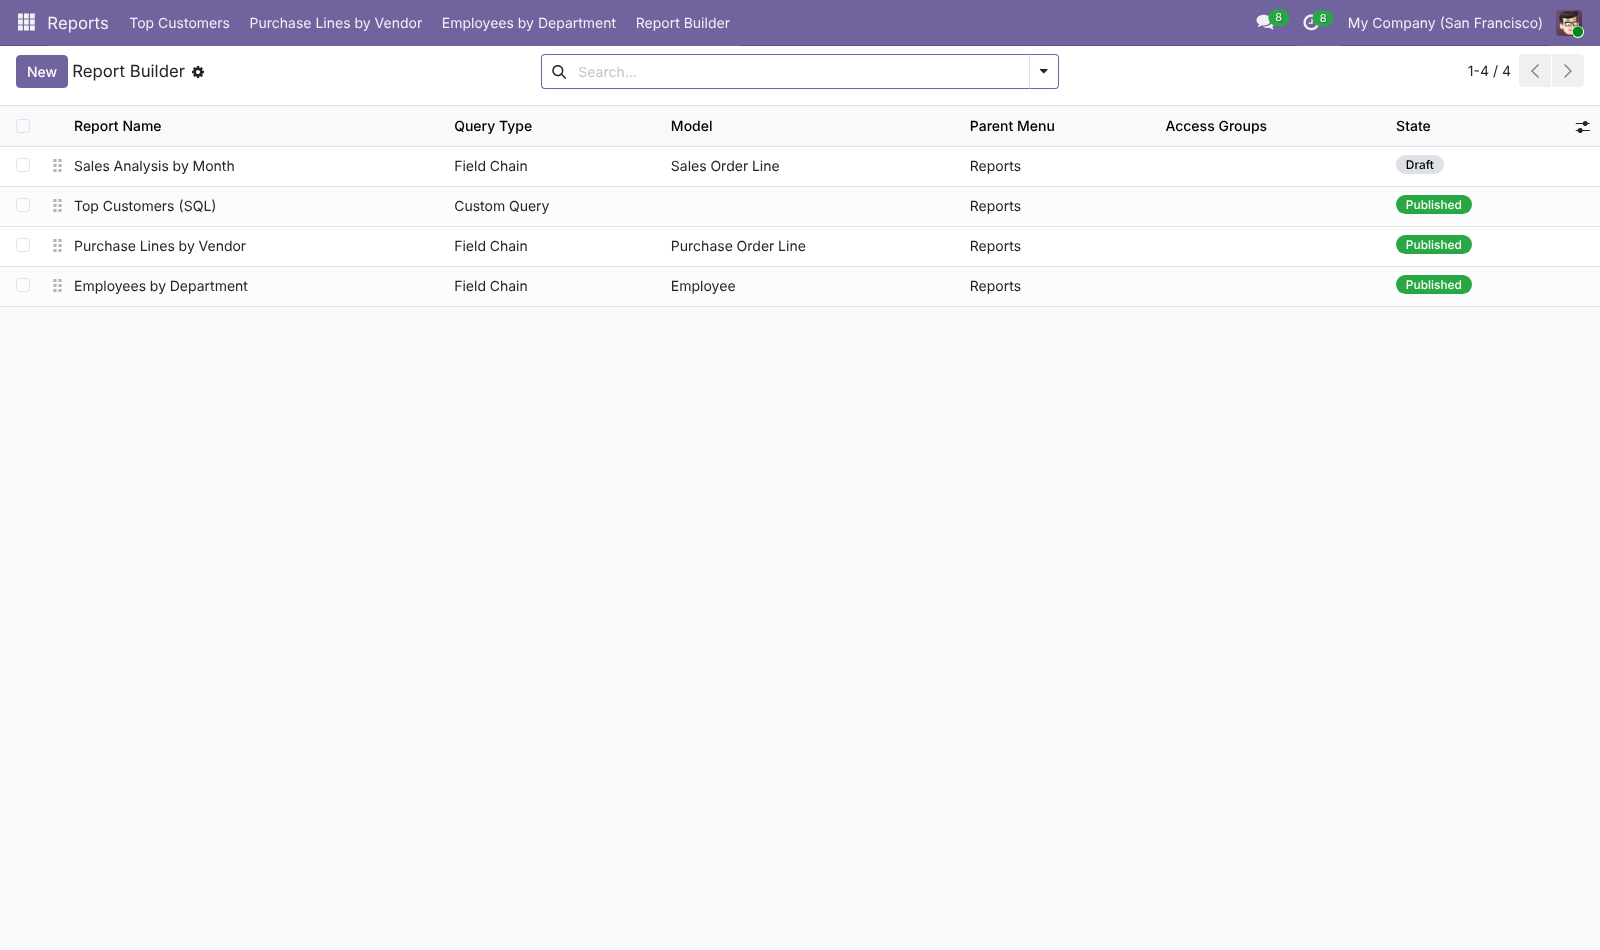 Reports Top Customers Purchase Lines by Vendor Employees by Department Report Builder 8 8 My Company (San Francisco)
New Report Builder Search... 1-4 / 4
Report Name Query Type Model Parent Menu Access Groups State
Sales Analysis by Month Field Chain Sales Order Line Reports Draft
Top Customers (SQL) Custom Query Reports Published
Purchase Lines by Vendor Field Chain Purchase Order Line Reports Published
Employees by Department Field Chain Employee Reports Published